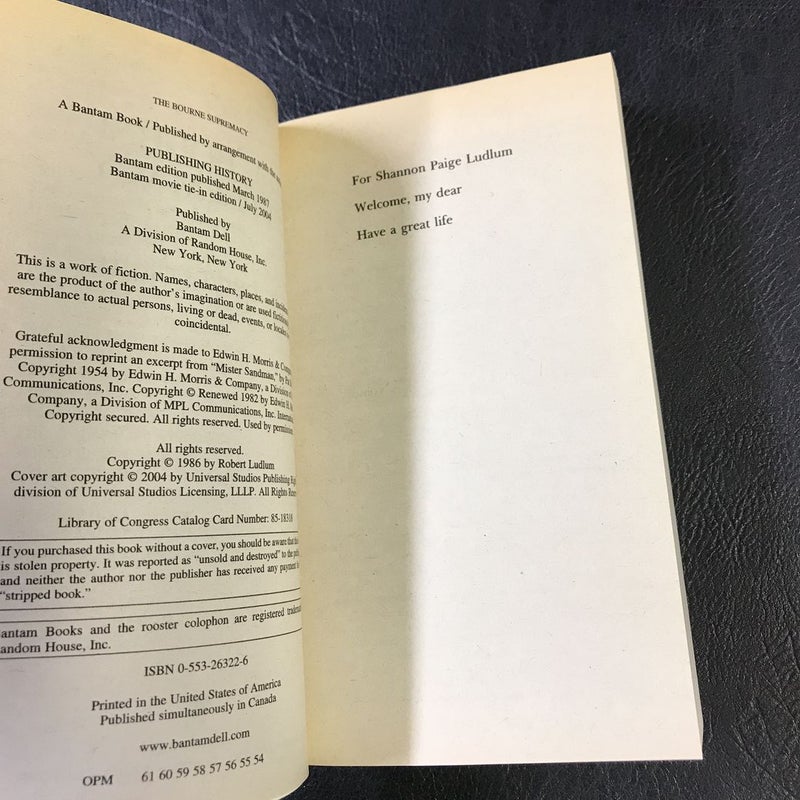 THE BOURNE SUPREMACY
A Bantam Book / Published by arrangement with the
PUBLISHING HISTORY
Bantam edition published March 1987
Bantam movie tie-in edition / July 2004
Published by
Bantam Dell
A Division of Random House, Inc.
New York, New York
This is a work of fiction. Names, characters, places, and
are the product of the author's imagination or are used
resemblance to actual persons, living or dead, events, or locales
coincidental.
Grateful acknowledgment is made to Edwin H. Morris &
permission to reprint an excerpt from "Mister Sandman," by
Copyright 1954 by Edwin H. Morris & Company, a Division
Communications, Inc. Copyright © Renewed 1982 by Edwin H.
Company, a Division of MPL Communications, Inc.
Copyright secured. All rights reserved. Used by
All rights reserved.
Copyright © 1986 by Robert Ludlum
Cover art copyright © 2004 by Universal Studios Publishing
division of Universal Studios Licensing, LLLP. All Rights
Library of Congress Catalog Card Number: 85-18318
If you purchased this book without a cover, you should be aware that
is stolen property. It was reported as "unsold and destroyed" to the
and neither the author nor the publisher has received any payment
"stripped book."
antam Books and the rooster colophon are registered
andom House, Inc.
ISBN 0-553-26322-6
Printed in the United States of America
Published simultaneously in Canada
www.bantamdell.com
OPM 61 60 59 58 57 56 55 54
For Shannon Paige Ludlum
Welcome, my dear
Have a great life